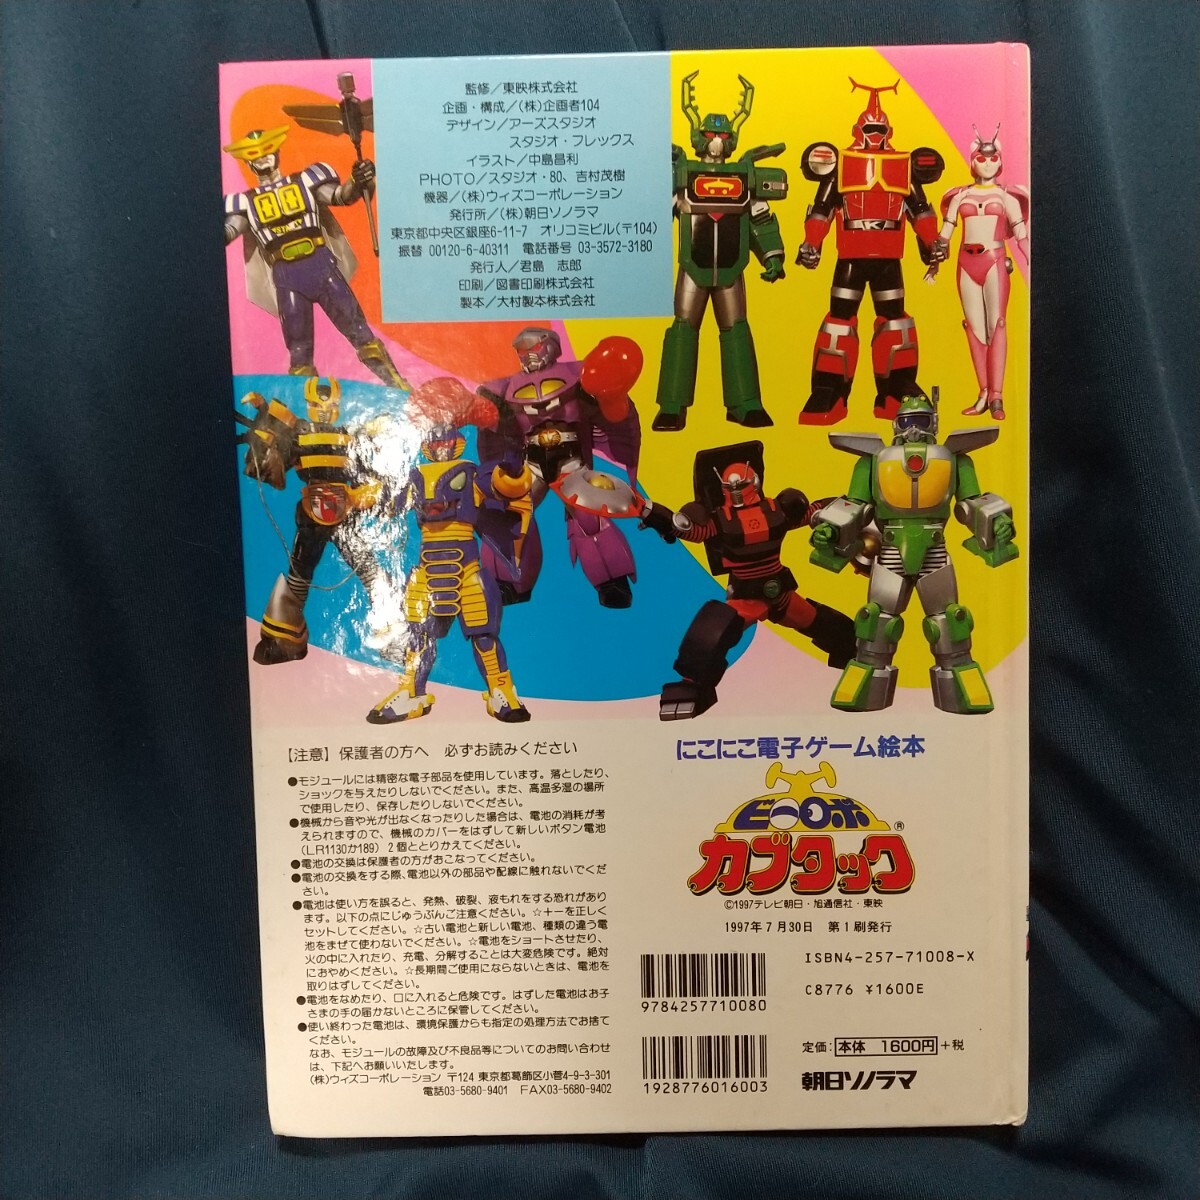 監修／東映株式会社
企画・構成／(株)企画者104
デザイン／アーズスタジオ
スタジオ・フレックス
イラスト／中島昌利
PHOTO／スタジオ・80、吉村茂樹
機器／(株)ウィズコーポレーション
発行所／(株)朝日ソノラマ
東京都中央区銀座6-11-7 オリコミビル(〒104)
振替 00120-6-40311 電話番号 03-3572-3180
発行人／君島 志郎
印刷／図書印刷株式会社
製本／大村製本株式会社
【注意】保護者の方へ 必ずお読みください
●モジュールには精密な電子部品を使用しています。落としたり、
ショックを与えたりしないでください。また、高温多湿の場所
で使用したり、保存したりしないでください。
●機械から音や光が出なくなったりした場合は、電池の消耗が考
えられますので、機械のカバーをはずして新しいボタン電池
(LR1130か189) 2個ととりかえてください。
●電池の交換は保護者の方がおこなってください。
●電池の交換をする際、電池以外の部品や配線に触れないでくだ
さい。
●電池は使い方を誤ると、発熱、破裂、液もれをする恐れがあり
ます。以下の点にじゅうぶんご注意ください。☆＋－を正しく
セットしてください。☆古い電池と新しい電池、種類の違う電
池をまぜて使わないでください。☆電池をショートさせたり、
火の中に入れたり、充電、分解することは大変危険です。絶対
におやめください。☆長期間ご使用にならないときは、電池を
取りはずしてください。
●電池をなめたり、口に入れると危険です。はずした電池はお子
さまの手の届かないところに保管してください。
●使い終わった電池は、環境保護からも指定の処理方法でお捨て
ください。
なお、モジュールの故障及び不良品等についてのお問い合わせ
は、下記へお願いいたします。
(株)ウィズコーポレーション 〒124 東京都葛飾区小菅4-9-3-301
電話03-5680-9401 FAX03-5680-9402
にこにこ電子ゲーム絵本
ビーロボ
カブタック®
©1997テレビ朝日・旭通信社・東映
1997年7月30日 第1刷発行
ISBN4-257-71008-X
C8776 ¥1600E
9784257710080
1928776016003
定価：本体 1600円＋税
朝日ソノラマ